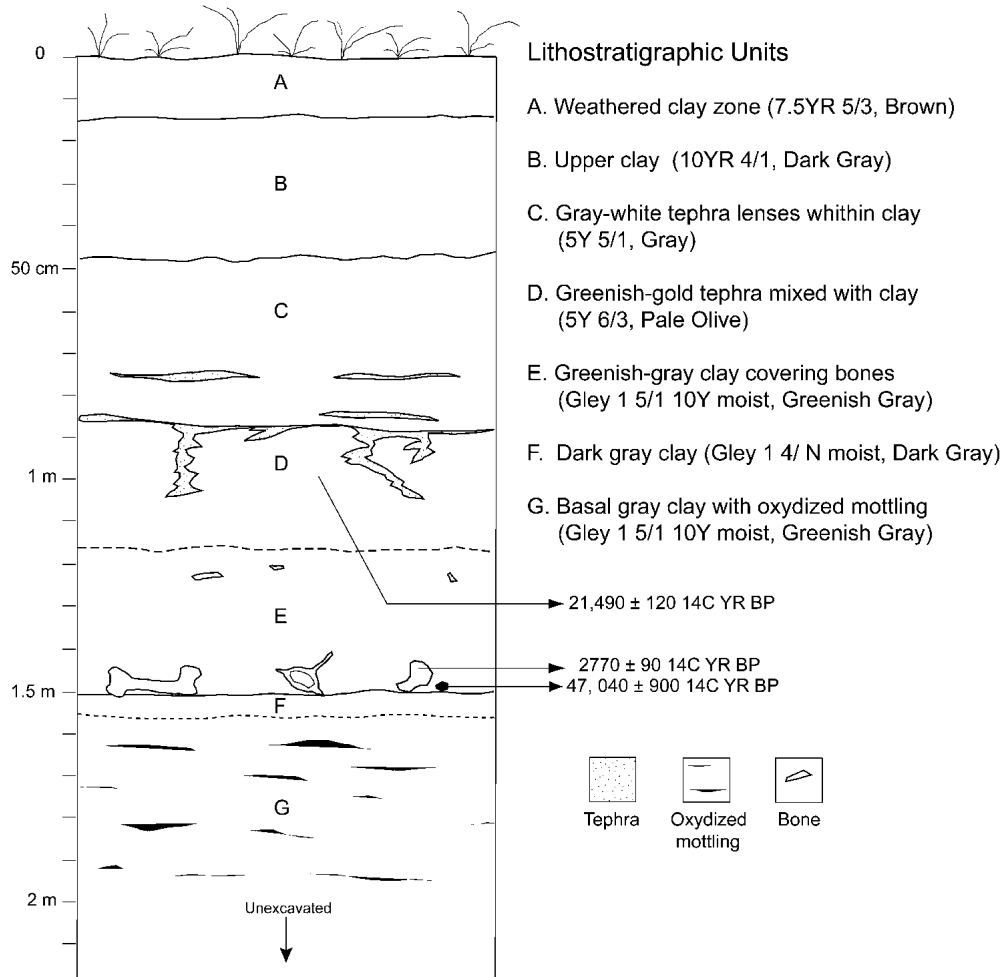 0
50 cm
1 m
1.5 m
2 m
A
B
C
D
E
F
G
Unexcavated
Lithostratigraphic Units
A. Weathered clay zone (7.5YR 5/3, Brown)
B. Upper clay (10YR 4/1, Dark Gray)
C. Gray-white tephra lenses whithin clay
(5Y 5/1, Gray)
D. Greenish-gold tephra mixed with clay
(5Y 6/3, Pale Olive)
E. Greenish-gray clay covering bones
(Gley 1 5/1 10Y moist, Greenish Gray)
F. Dark gray clay (Gley 1 4/ N moist, Dark Gray)
G. Basal gray clay with oxydized mottling
(Gley 1 5/1 10Y moist, Greenish Gray)
21,490 ± 120 14C YR BP
2770 ± 90 14C YR BP
47, 040 ± 900 14C YR BP
Tephra
Oxydized
mottling
Bone